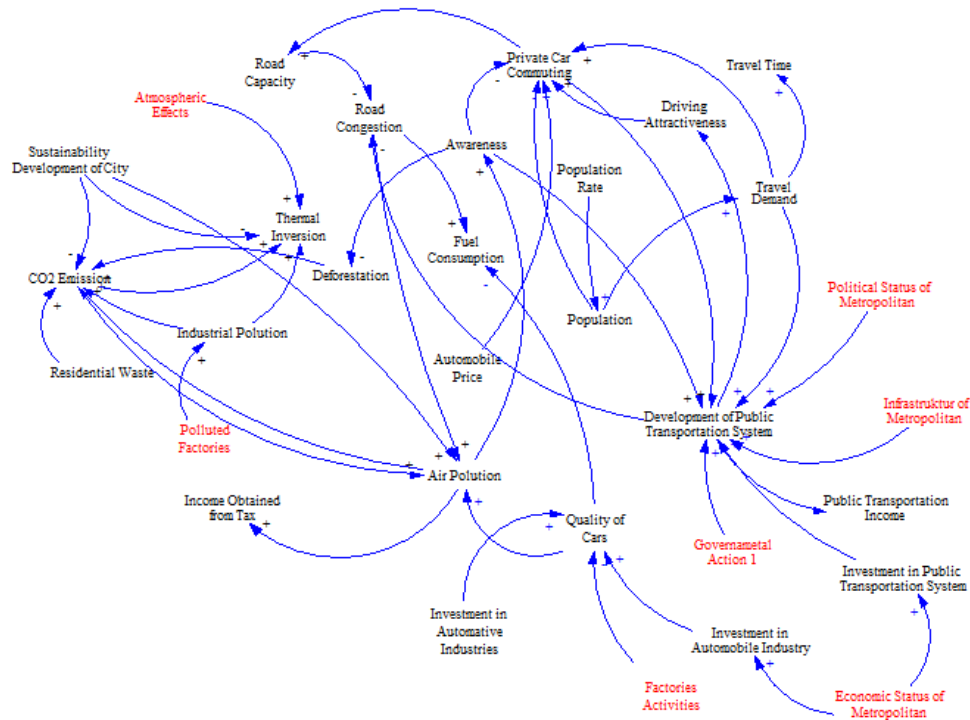 Road
Capacity
Private Car
Commuting
Travel Time
Atmospheric
Effects
Road
Congestion
Driving
Attractiveness
Sustainability
Development of City
Awareness
Population
Rate
Travel
Demand
Thermal
Inversion
Fuel
Consumption
CO2 Emission
Deforestation
Political Status of
Metropolitan
Industrial Polution
Population
Residential Waste
Automobile
Price
Polluted
Factories
Development of Public
Transportation System
Infrastruktur of
Metropolitan
Air Polution
Income Obtained
from Tax
Quality of
Cars
Public Transportation
Income
Governametal
Action 1
Investment in Public
Transportation System
Investment in
Automative
Industries
Investment in
Automobile Industry
Factories
Activities
Economic Status of
Metropolitan